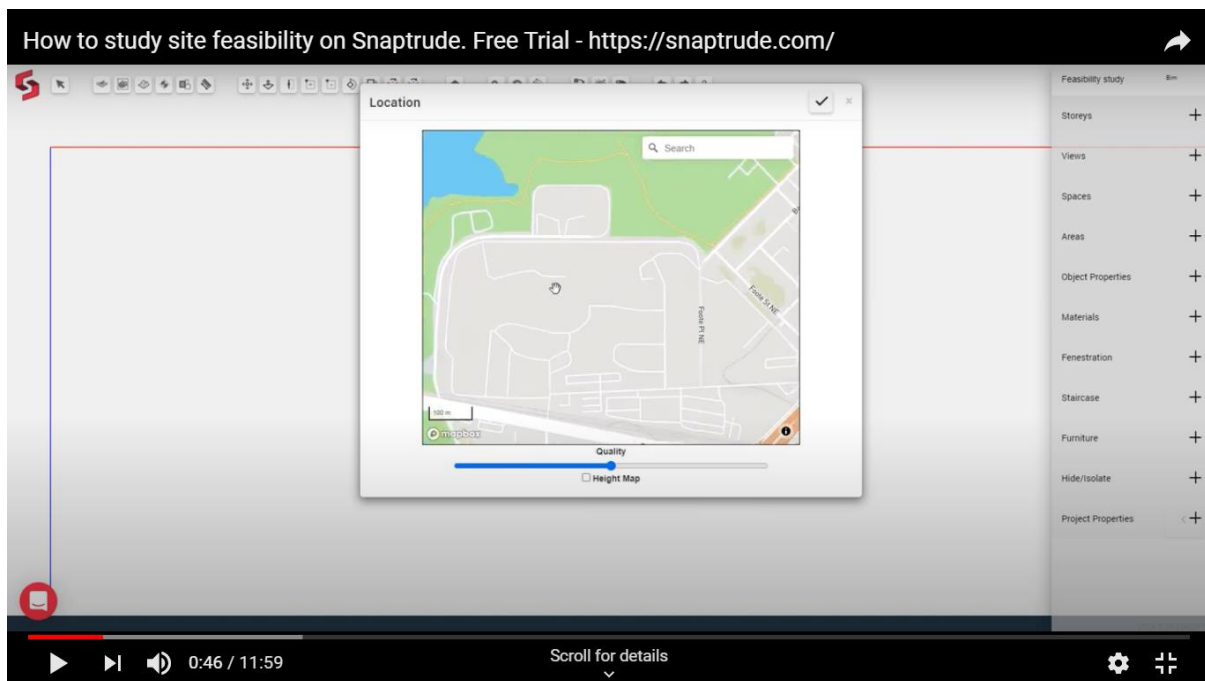 How to study site feasibility on Snaptrude. Free Trial - https://snaptrude.com/
Feasibility study
Storeys
Views
Spaces
Areas
Object Properties
Materials
Fenestration
Staircase
Furniture
Hide/Isolate
Project Properties
Location
Search
Foote St NE
Foote Pl NE
100 m
mapbox
Quality
Height Map
0:46 / 11:59
Scroll for details